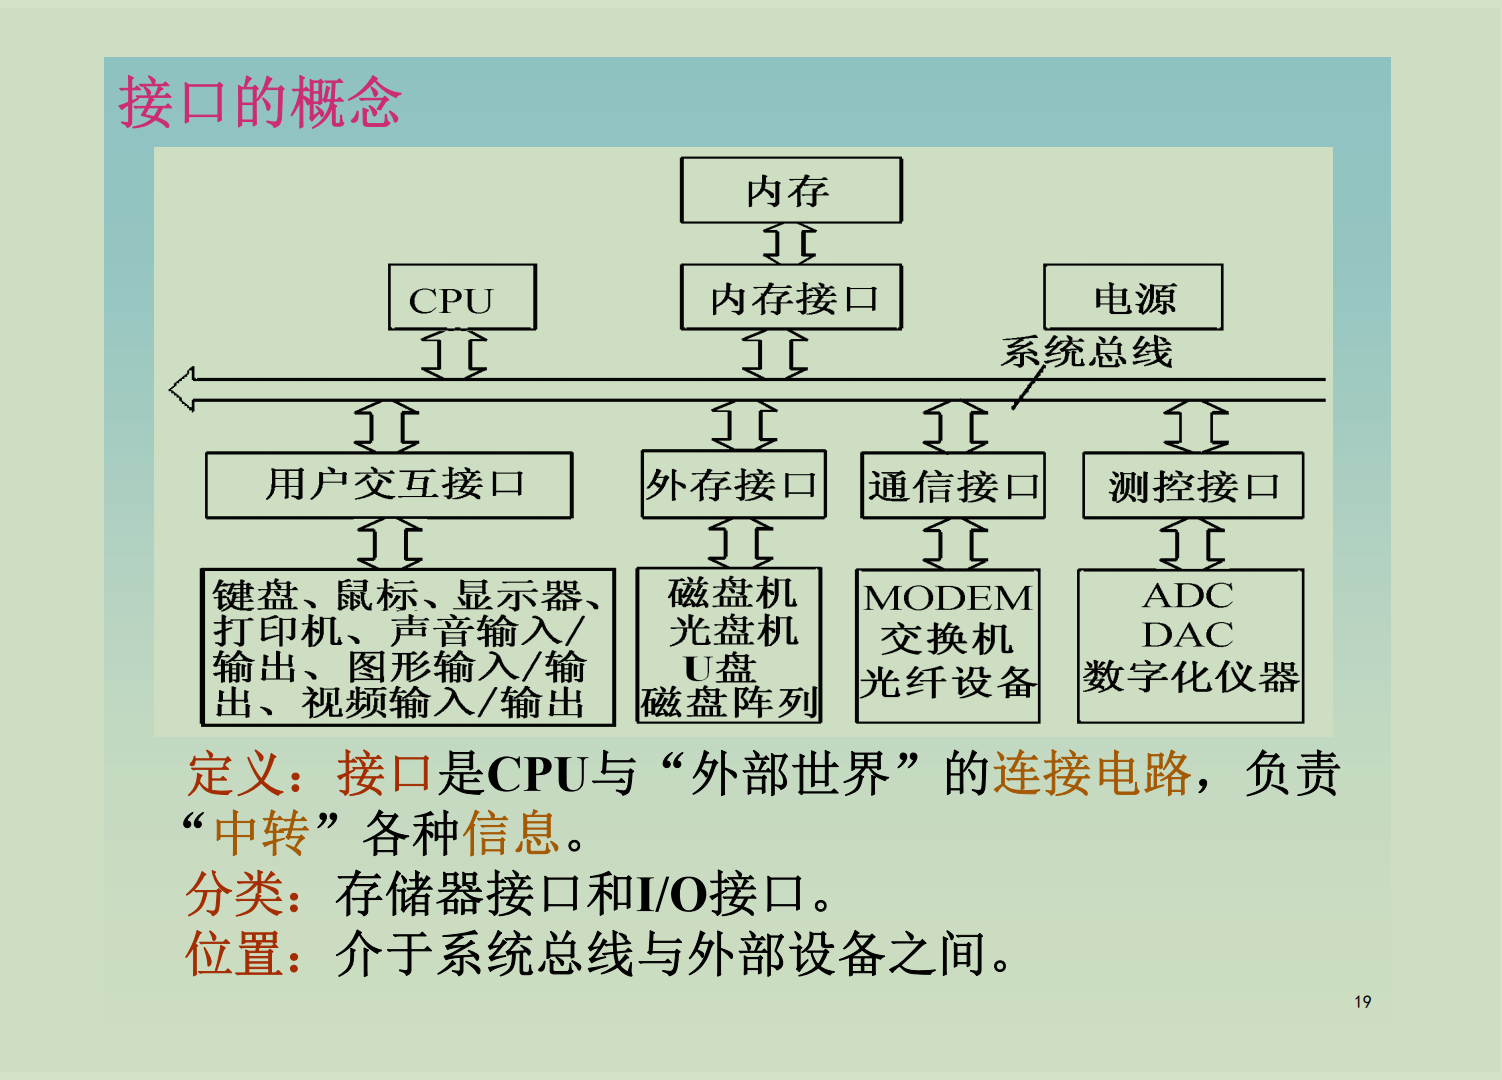 接口的概念
内存
CPU
内存接口
电源
系统总线
用户交互接口
外存接口
通信接口
测控接口
键盘、鼠标、显示器、
打印机、声音输入/
输出、图形输入/输
出、视频输入/输出
磁盘机
光盘机
U盘
磁盘阵列
MODEM
交换机
光纤设备
ADC
DAC
数字化仪器
定义：接口是CPU与“外部世界”的连接电路，负责
“中转”各种信息。
分类：存储器接口和I/O接口。
位置：介于系统总线与外部设备之间。
19